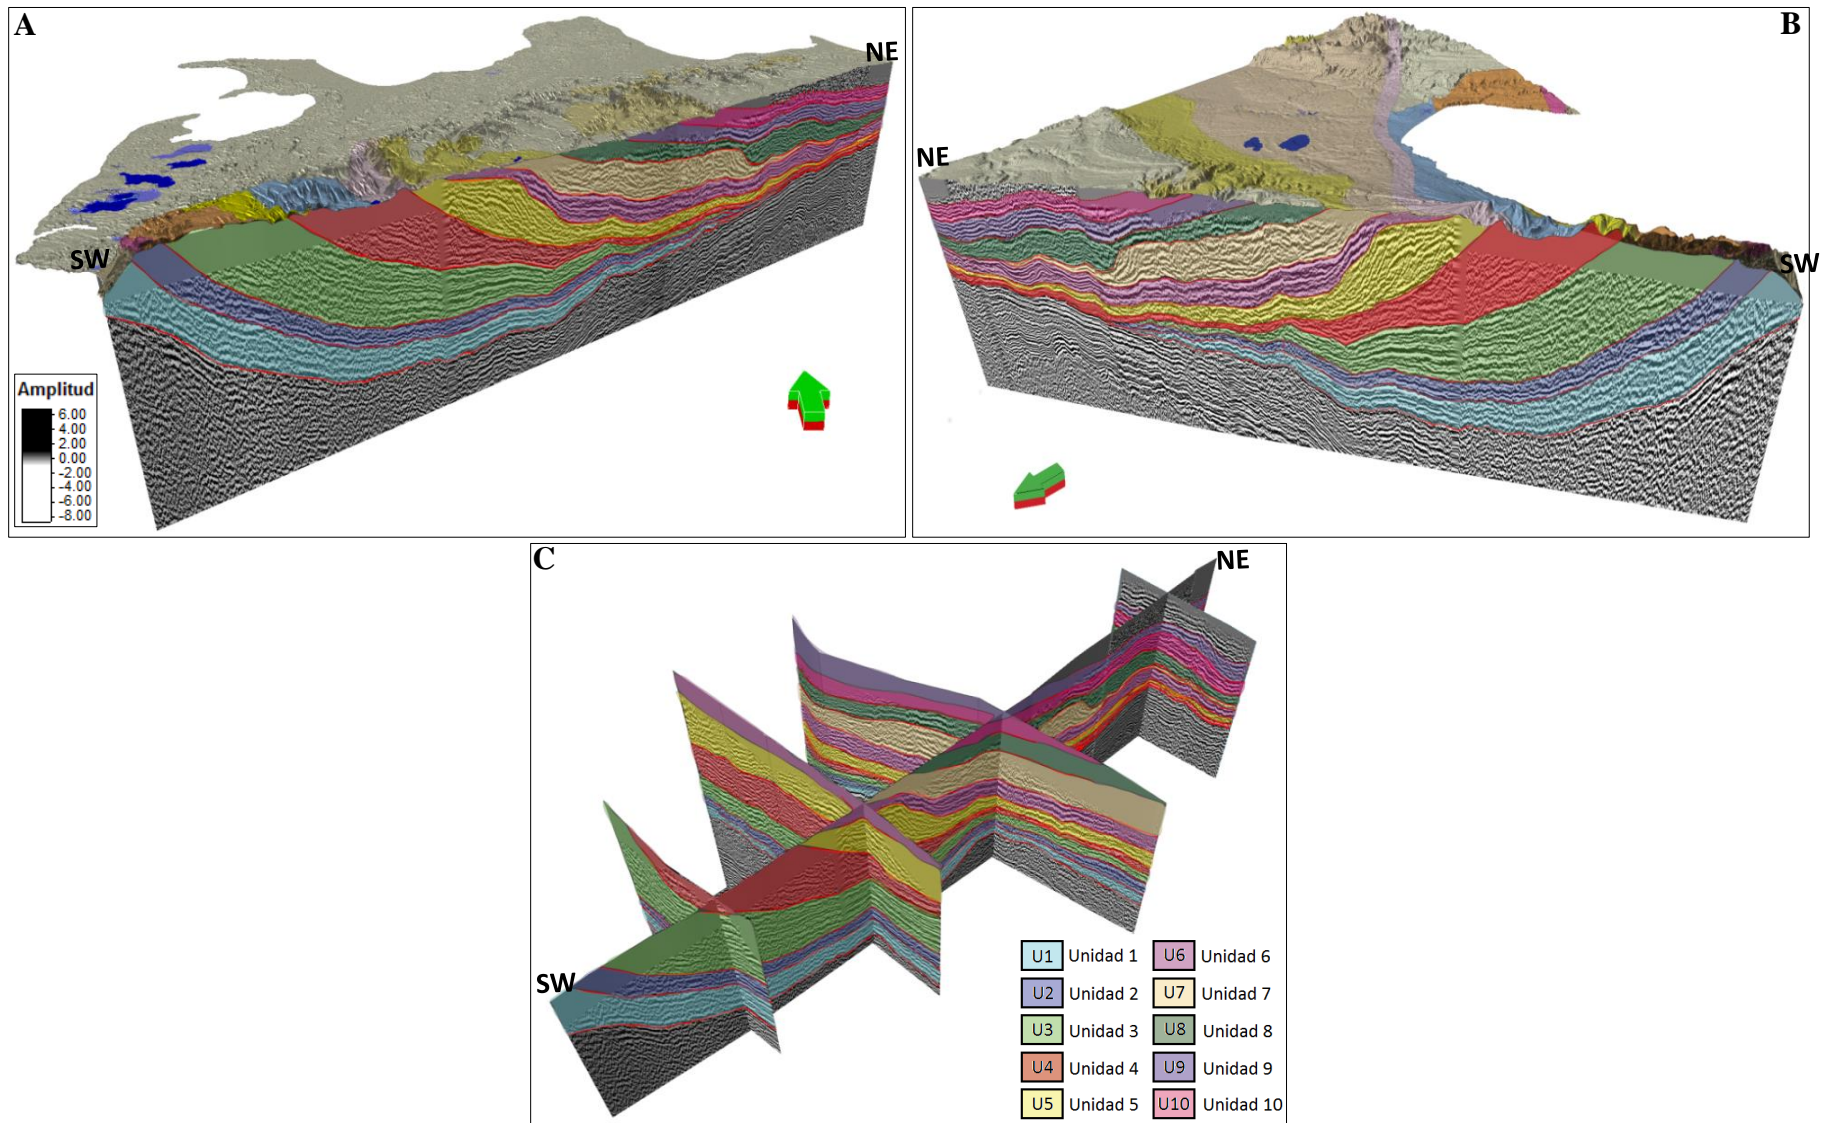 A
NE
SW
Amplitud
6.00
4.00
2.00
0.00
-2.00
-4.00
-6.00
-8.00
B
NE
SW
C
NE
SW
U1 Unidad 1 U6 Unidad 6
U2 Unidad 2 U7 Unidad 7
U3 Unidad 3 U8 Unidad 8
U4 Unidad 4 U9 Unidad 9
U5 Unidad 5 U10 Unidad 10